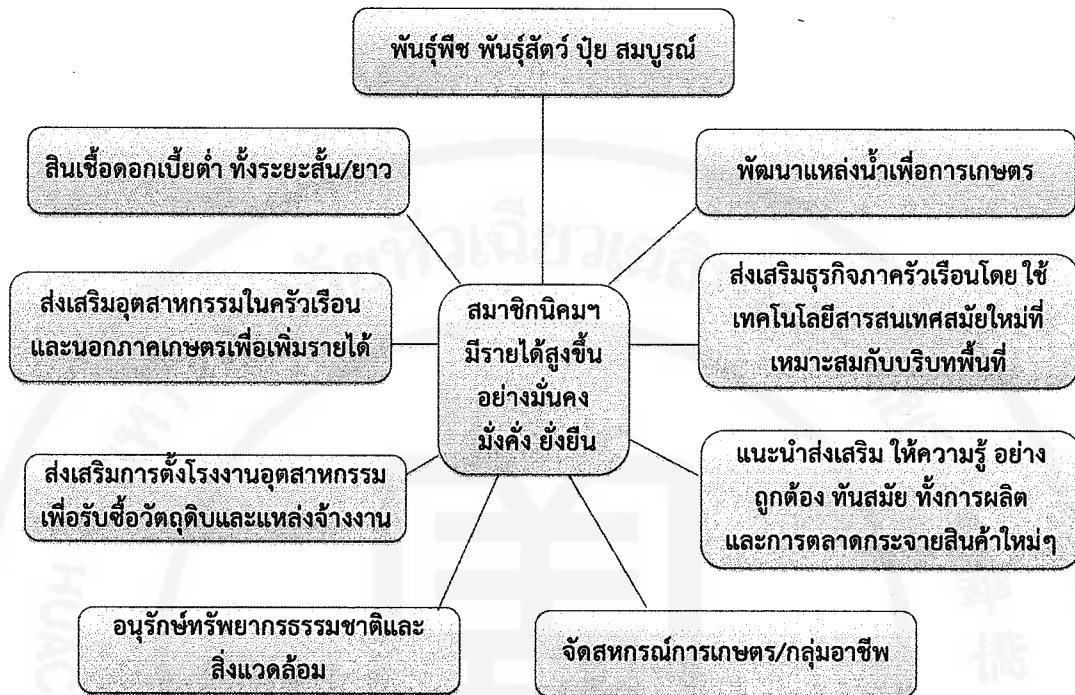 พันธุ์พืช พันธุ์สัตว์ ปุ๋ย สมบูรณ์
สินเชื้อดอกเบี้ยต่ำ ทั้งระยะสั้น/ยาว
พัฒนาแหล่งน้ำเพื่อการเกษตร
ส่งเสริมอุตสาหกรรมในครัวเรือน
และนอกภาคเกษตรเพื่อเพิ่มรายได้
สมาชิกนิคมฯ
มีรายได้สูงขึ้น
อย่างมั่นคง
มั่งคั่ง ยั่งยืน
ส่งเสริมธุรกิจภาครัวเรือนโดย ใช้
เทคโนโลยีสารสนเทศสมัยใหม่ที่
เหมาะสมกับบริบทพื้นที่
ส่งเสริมการตั้งโรงงานอุตสาหกรรม
เพื่อรับซื้อวัตถุดิบและแหล่งจ้างงาน
แนะนำส่งเสริม ให้ความรู้ อย่าง
ถูกต้อง ทันสมัย ทั้งการผลิต
และการตลาดกระจายสินค้าใหม่ๆ
อนุรักษ์ทรัพยากรธรรมชาติและ
สิ่งแวดล้อม
จัดสหกรณ์การเกษตร/กลุ่มอาชีพ
HUAC
華
僑